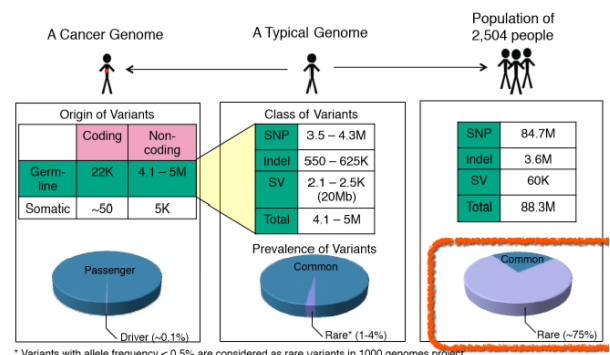 A Cancer Genome
A Typical Genome
Population of
2,504 people
Origin of Variants
Coding
Non-
coding
Germ-
line
22K
4.1 – 5M
Somatic
~50
5K
Passenger
Driver (~0.1%)
Class of Variants
SNP
3.5 – 4.3M
Indel
550 – 625K
SV
2.1 – 2.5K
(20Mb)
Total
4.1 – 5M
Prevalence of Variants
Common
Rare* (1-4%)
SNP
84.7M
Indel
3.6M
SV
60K
Total
88.3M
Common
Rare (~75%)
* Variants with allele frequency < 0.5% are considered as rare variants in 1000 genomes project